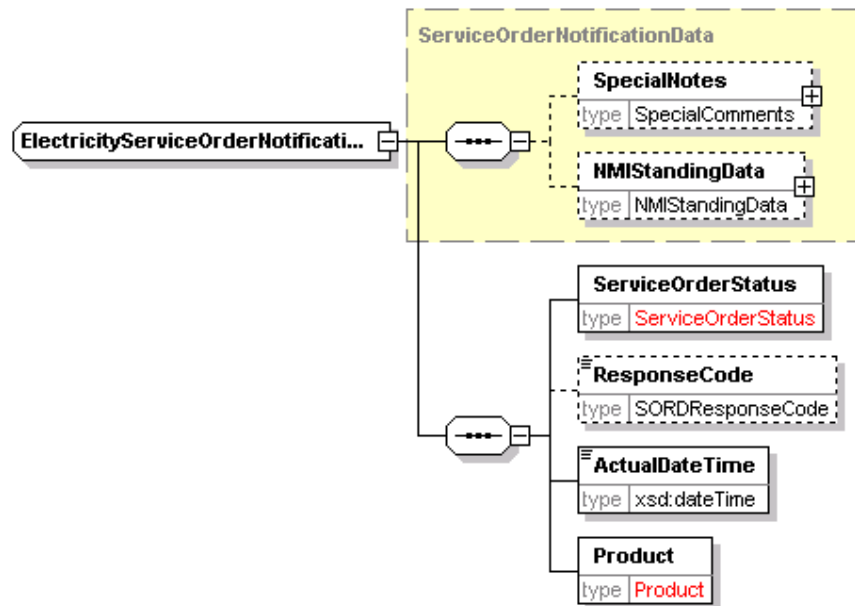 ServiceOrderNotificationData
SpecialNotes
type SpecialComments
ElectricityServiceOrderNotificati...
NMIStandingData
type NMIStandingData
ServiceOrderStatus
type ServiceOrderStatus
ResponseCode
type SORDResponseCode
ActualDateTime
type xsd:dateTime
Product
type Product